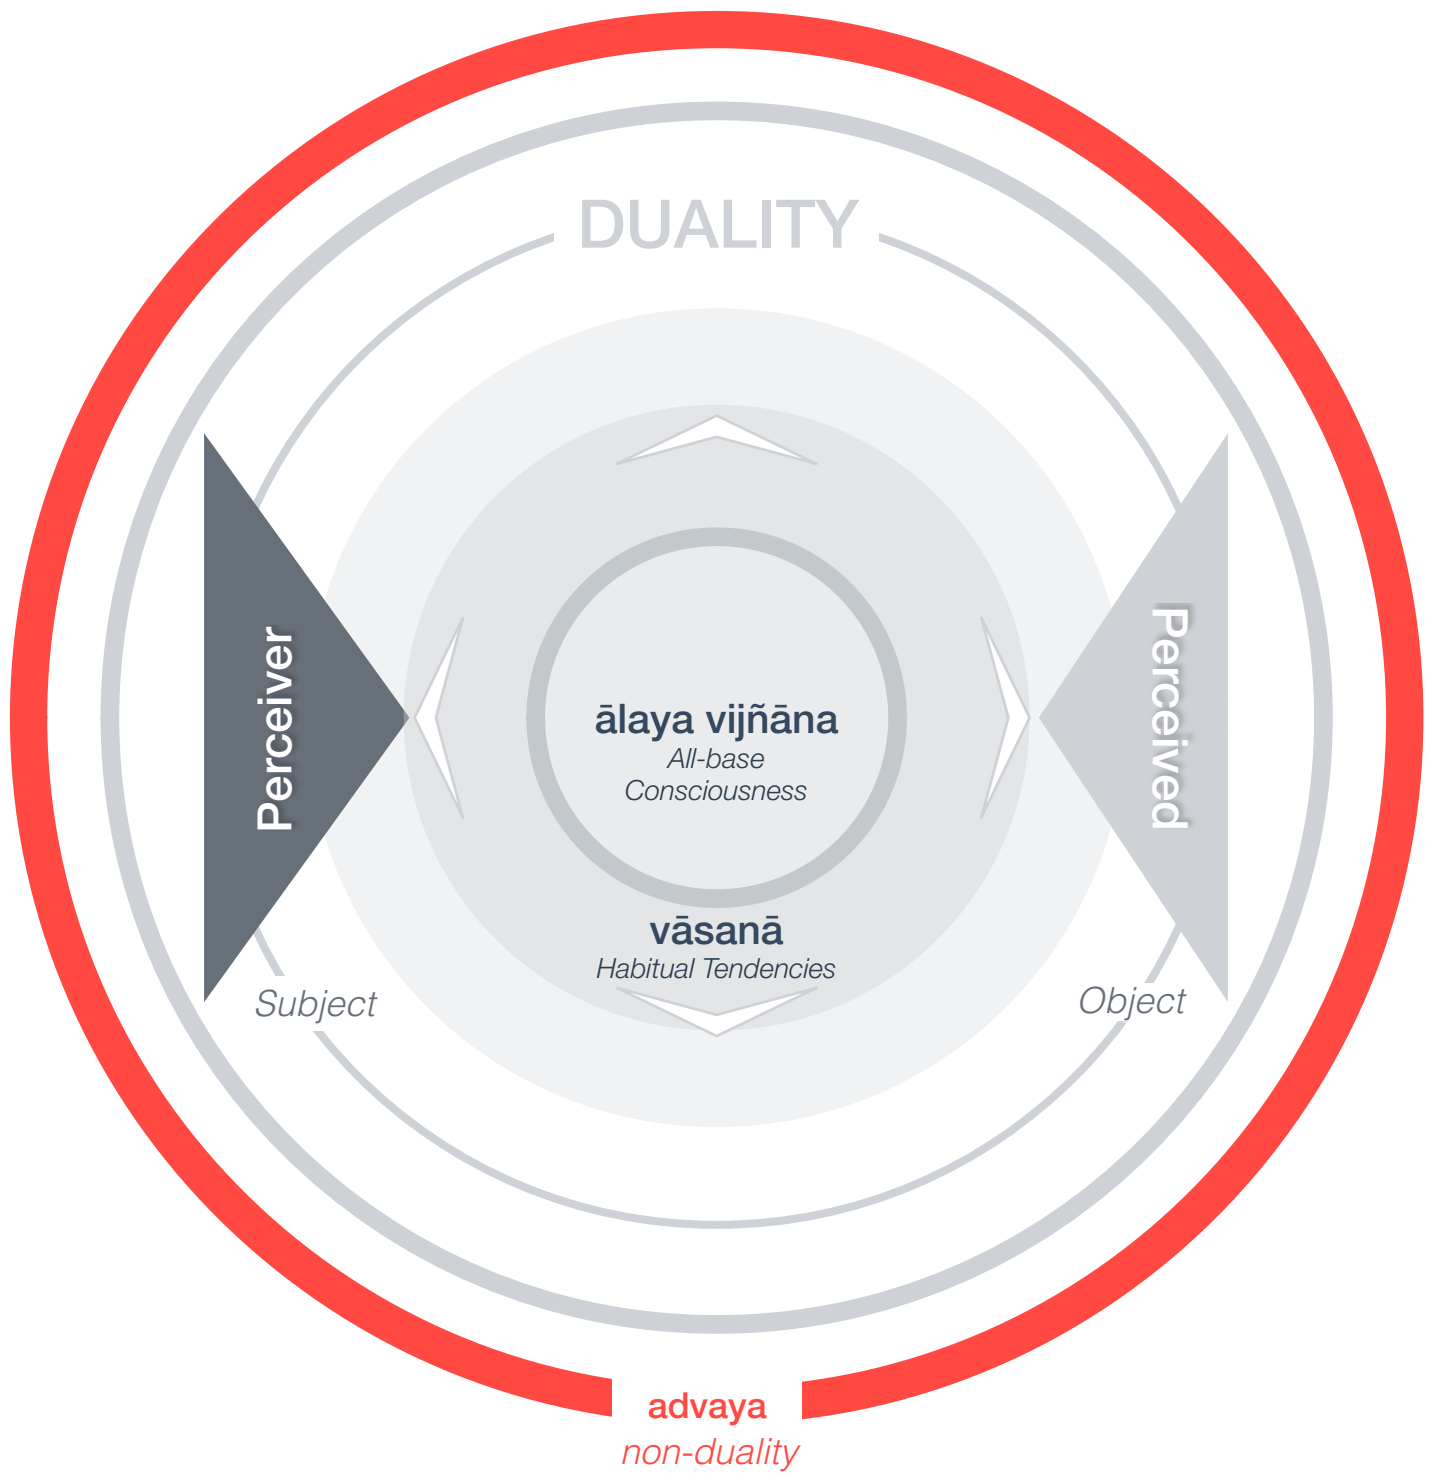 DUALITY
Perceiver
Perceived
ālaya vijñāna
All-base
Consciousness
vāsanā
Habitual Tendencies
Subject
Object
advaya
non-duality